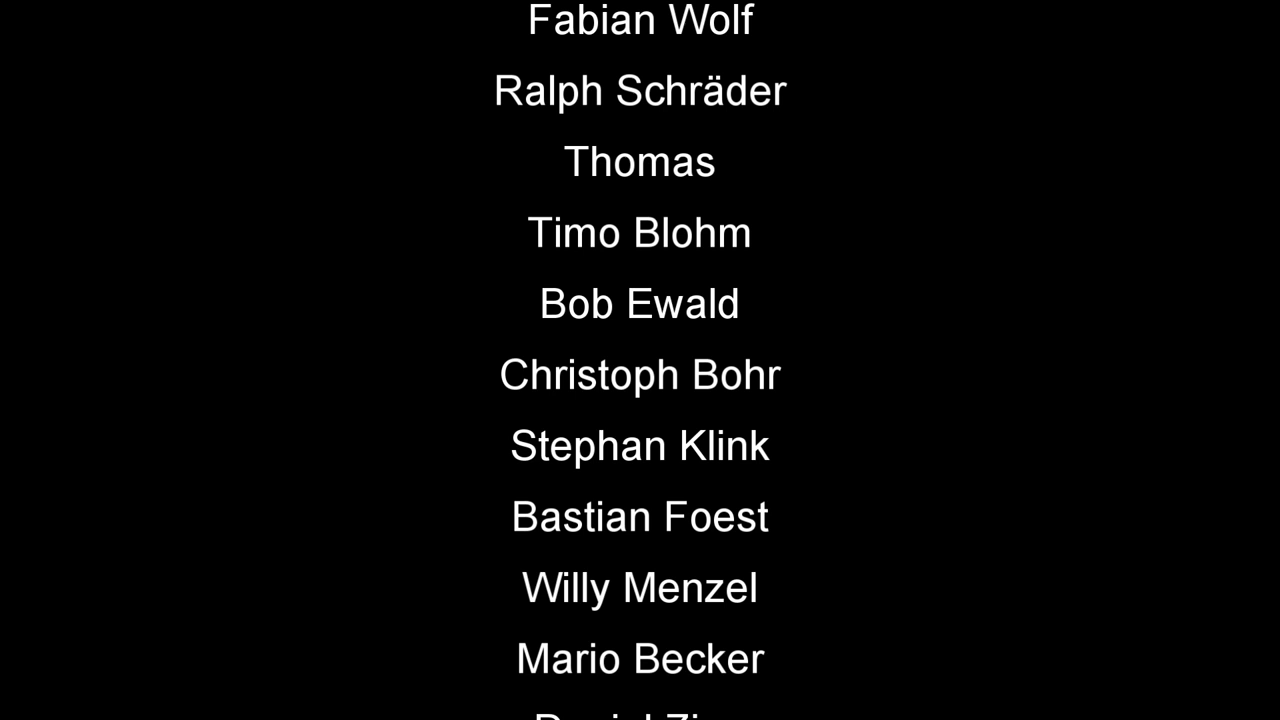 Fabian Wolf
Ralph Schräder
Thomas
Timo Blohm
Bob Ewald
Christoph Bohr
Stephan Klink
Bastian Foest
Willy Menzel
Mario Becker